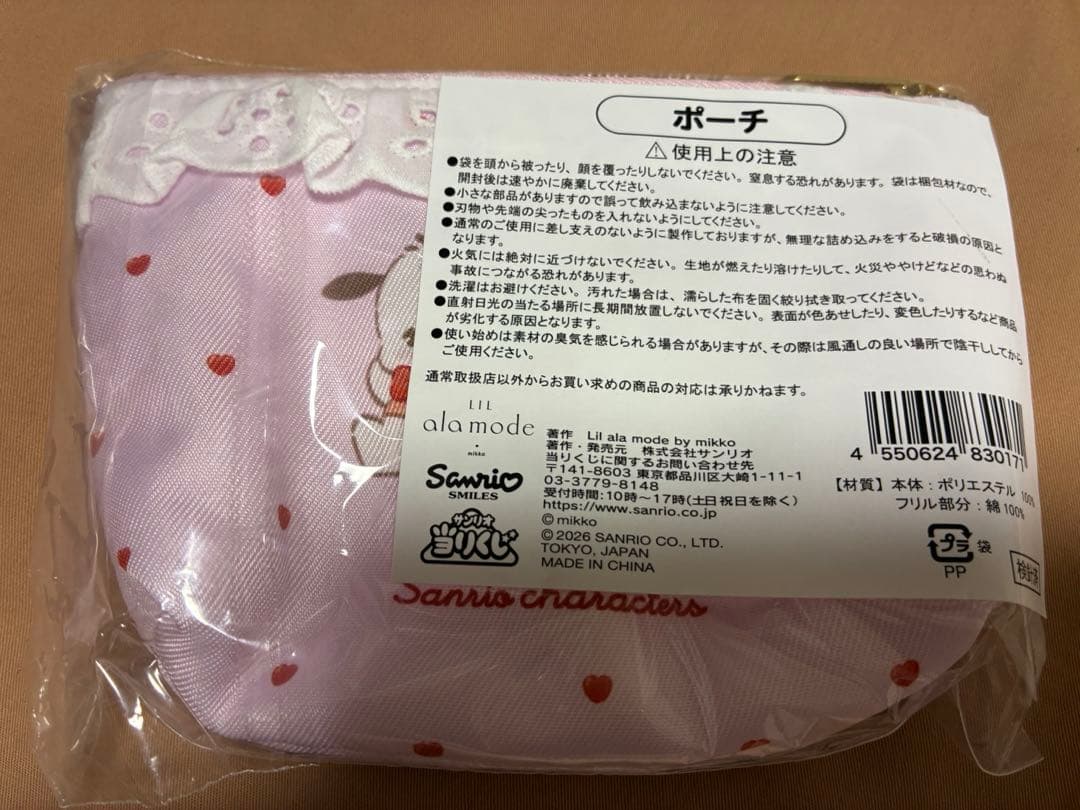 ポーチ
⚠使用上の注意
●袋を頭から被ったり、顔を覆ったりしないでください。窒息する恐れがあります。袋は梱包材なので、
開封後は速やかに廃棄してください。
●小さな部品がありますので誤って飲み込まないように注意してください。
●刃物や先端の尖ったものを入れないようにしてください。
●通常のご使用に差し支えのないように製作しておりますが、無理な詰め込みをすると破損の原因と
なります。
●火気には絶対に近づけないでください。生地が燃えたり溶けたりして、火災ややけどなどの思わぬ
事故につながる恐れがあります。
●洗濯はお避けください。汚れた場合は、濡らした布を固く絞り拭き取ってください。
●直射日光の当たる場所に長期間放置しないでください。表面が色あせしたり、変色したりするなど商品
が劣化する原因となります。
●使い始めは素材の臭気を感じられる場合がありますが、その際は風通しの良い場所で陰干ししてから
ご使用ください。
通常取扱店以外からお買い求めの商品の対応は承りかねます。
LIL
ala mode
mikko
Sanrio
SMILES
サンリオ
当りくじ
著作 Lil ala mode by mikko
著作・発売元 株式会社サンリオ
当りくじに関するお問い合わせ先
〒141-8603 東京都品川区大崎1-11-1
03-3779-8148
受付時間:10時~17時(土日祝日を除く)
https://www.sanrio.co.jp
©mikko
©2026 SANRIO CO., LTD.
TOKYO, JAPAN
MADE IN CHINA
4 550624 830171
【材質】本体:ポリエステル 100%
フリル部分:綿100%
プラ 袋
PP
検針済
Sanrio characters